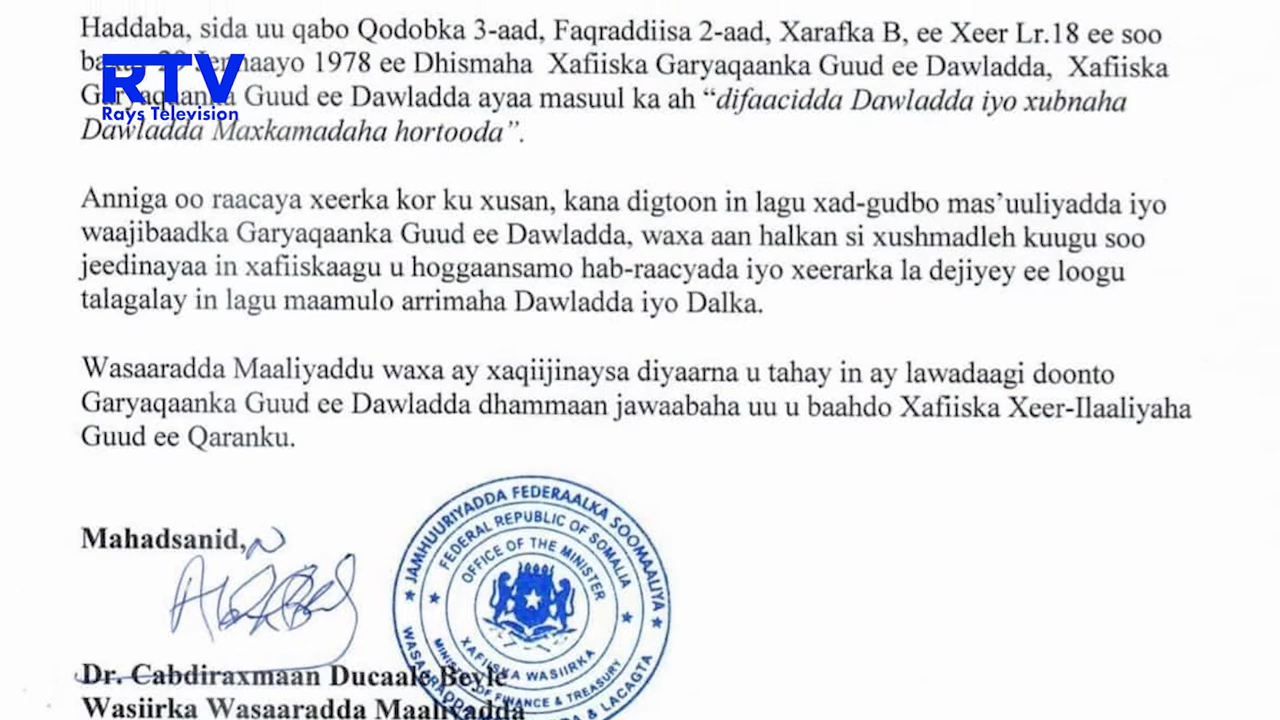 Haddaba, sida uu qabo Qodobka 3-aad, Faqraddiisa 2-aad, Xarafka B, ee Xeer Lr.18 ee soo
1978 ee Dhismaha Xafiiska Garyaqaanka Guud ee Dawladda, Xafiiska
Garyaqaanka Guud ee Dawladda ayaa masuul ka ah “difaacidda Dawladda iyo xubnaha
Dawladda Maxkamadaha hortooda”.
RTV
Rays Television
Anniga oo raacaya xeerka kor ku xusan, kana digtoon in lagu xad-gudbo mas’uuliyadda iyo
waajibaadka Garyaqaanka Guud ee Dawladda, waxa aan halkan si xushmadleh kuugu soo
jeedinayaa in xafiiskaagu u hoggaansamo hab-raacyada iyo xeerarka la dejiyey ee loogu
talagalay in lagu maamulo arrimaha Dawladda iyo Dalka.
Wasaaradda Maaliyaddu waxa ay xaqiijinaysa diyaarna u tahay in ay lawadaagi doonto
Garyaqaanka Guud ee Dawladda dhammaan jawaabaha uu u baahdo Xafiiska Xeer-Ilaaliyaha
Guud ee Qaranku.
Mahadsanid,
JAMHUURIYADDA FEDERAALKA SOOMAALIYA
FEDERAL REPUBLIC OF SOMALIA
OFFICE OF THE MINISTER
XAFIISKA WASIIRKA
OF FINANCE & TREASURY
& LACAGTA
Dr. Cabdiraxmaan Ducaale Beyle
Wasiirka Wasaaradda Maaliyadda